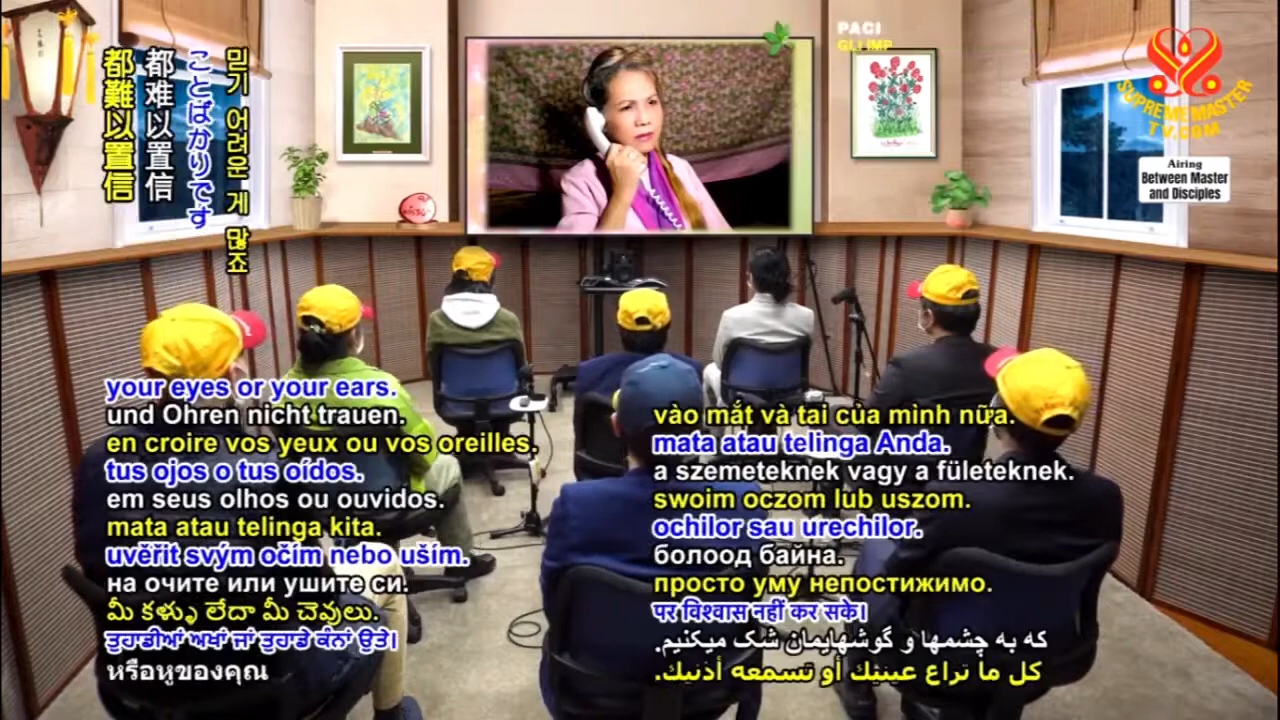 믿기 어려운 게 많죠
ことばかりです
都难以置信
都難以置信
PACI
GLIMP
SUPREME MASTER
TV.COM
Airing
Between Master
and Disciples
your eyes or your ears.
und Ohren nicht trauen.
en croire vos yeux ou vos oreilles.
tus ojos o tus oídos.
em seus olhos ou ouvidos.
mata atau telinga kita.
uvěřit svým očím nebo uším.
на очите или ушите си.
మీ కళ్ళు లేదా మీ చెవులు.
ਤੁਹਾਡੀਆਂ ਅਖਾਂ ਜਾਂ ਤੁਹਾਡੇ ਕੰਨਾਂ ਉਤੇ।
หรือหูของคุณ
vào mắt và tai của mình nữa.
mata atau telinga Anda.
a szemeteknek vagy a fületeknek.
swoim oczom lub uszom.
ochilor sau urechilor.
болоод байна.
просто уму непостижимо.
पर विश्वास नहीं कर सके।
که به چشمها و گوشهایمان شک میکنیم.
كل ما تراع عينيك أو تسمعه أذنيك.